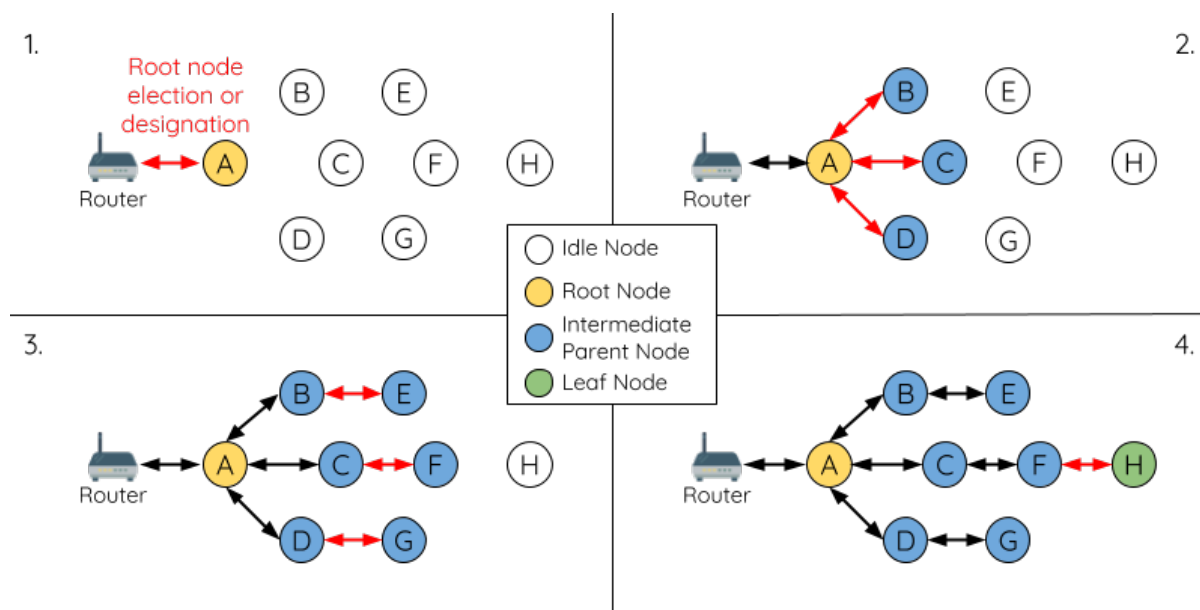 1.
Root node
election or
designation
B
E
A
C
F
H
Router
D
G
2.
B
E
A
C
F
H
Router
D
G
Idle Node
Root Node
Intermediate
Parent Node
Leaf Node
3.
B
E
A
C
F
H
Router
D
G
4.
B
E
A
C
F
H
Router
D
G